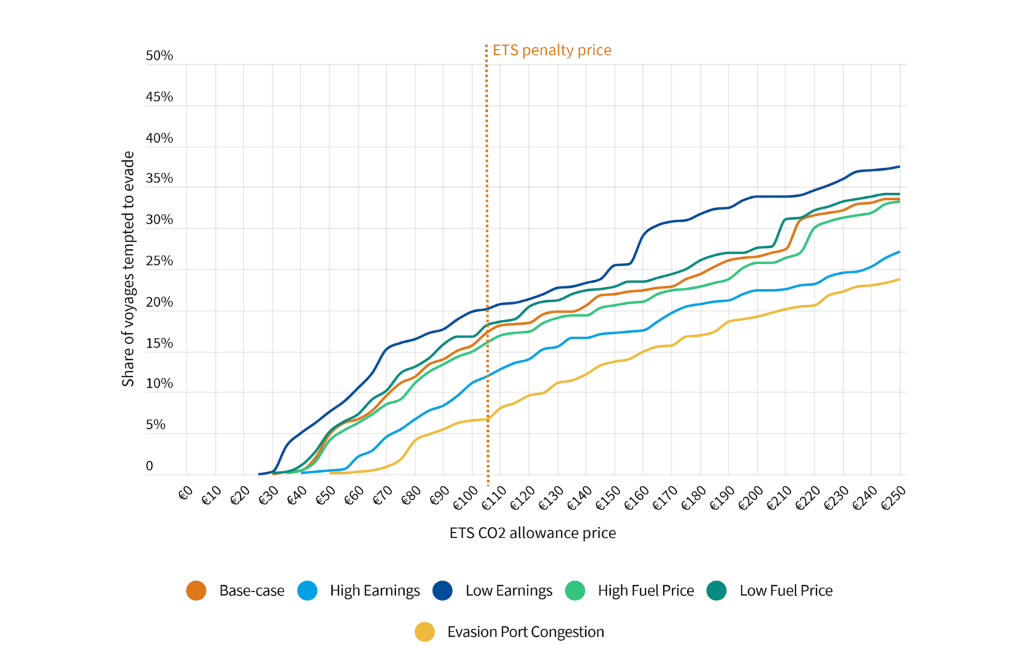 ETS penalty price
50%
45%
40%
35%
30%
25%
20%
15%
10%
5%
0
Share of voyages tempted to evade
€0 €10 €20 €30 €40 €50 €60 €70 €80 €90 €100 €110 €120 €130 €140 €150 €160 €170 €180 €190 €200 €210 €220 €230 €240 €250
ETS CO2 allowance price
Base-case High Earnings Low Earnings High Fuel Price Low Fuel Price
Evasion Port Congestion